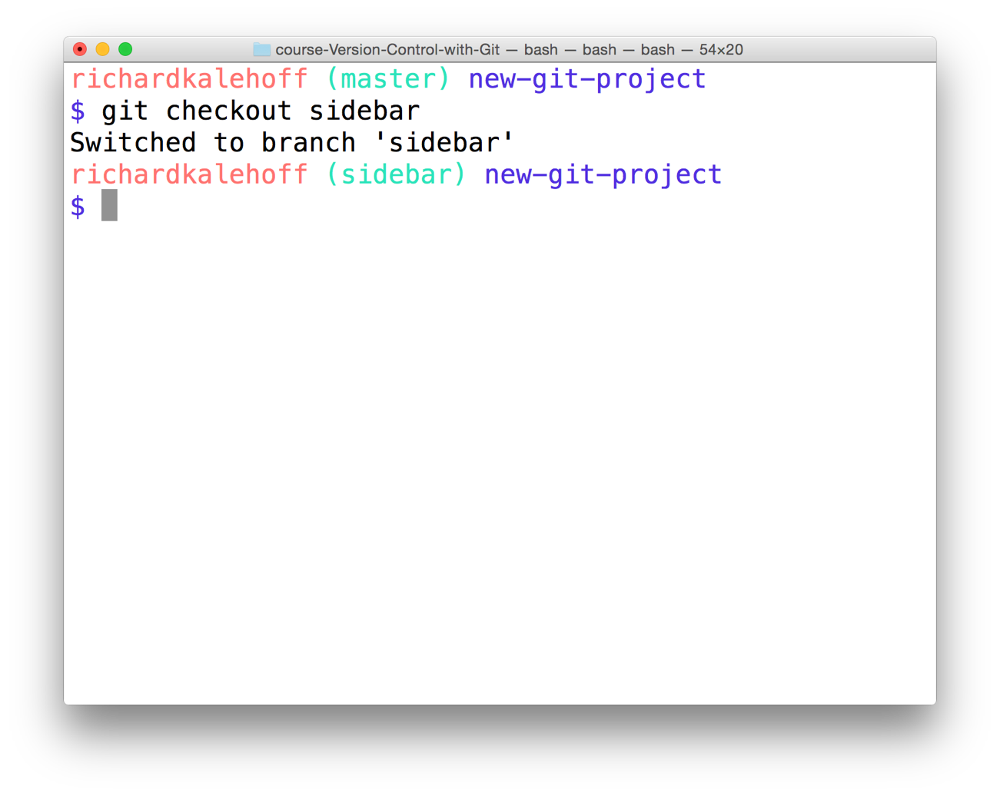 course-Version-Control-with-Git — bash — bash — bash — 54×20
richardkalehoff (master) new-git-project
$ git checkout sidebar
Switched to branch 'sidebar'
richardkalehoff (sidebar) new-git-project
$